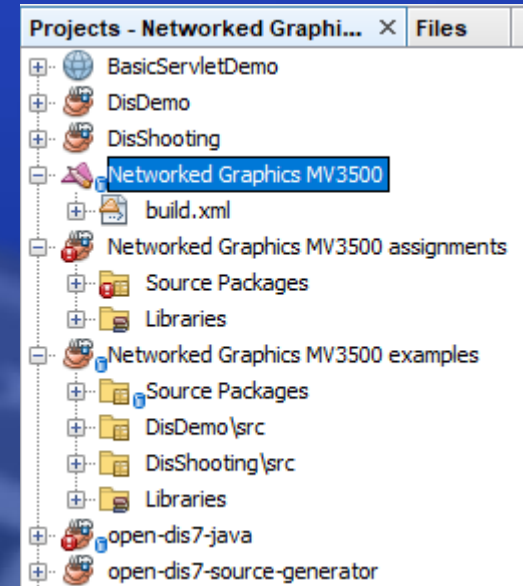 Projects - Networked Graphi... × Files
BasicServletDemo
DisDemo
DisShooting
Networked Graphics MV3500
build.xml
Networked Graphics MV3500 assignments
Source Packages
Libraries
Networked Graphics MV3500 examples
Source Packages
DisDemo\src
DisShooting\src
Libraries
open-dis7-java
open-dis7-source-generator